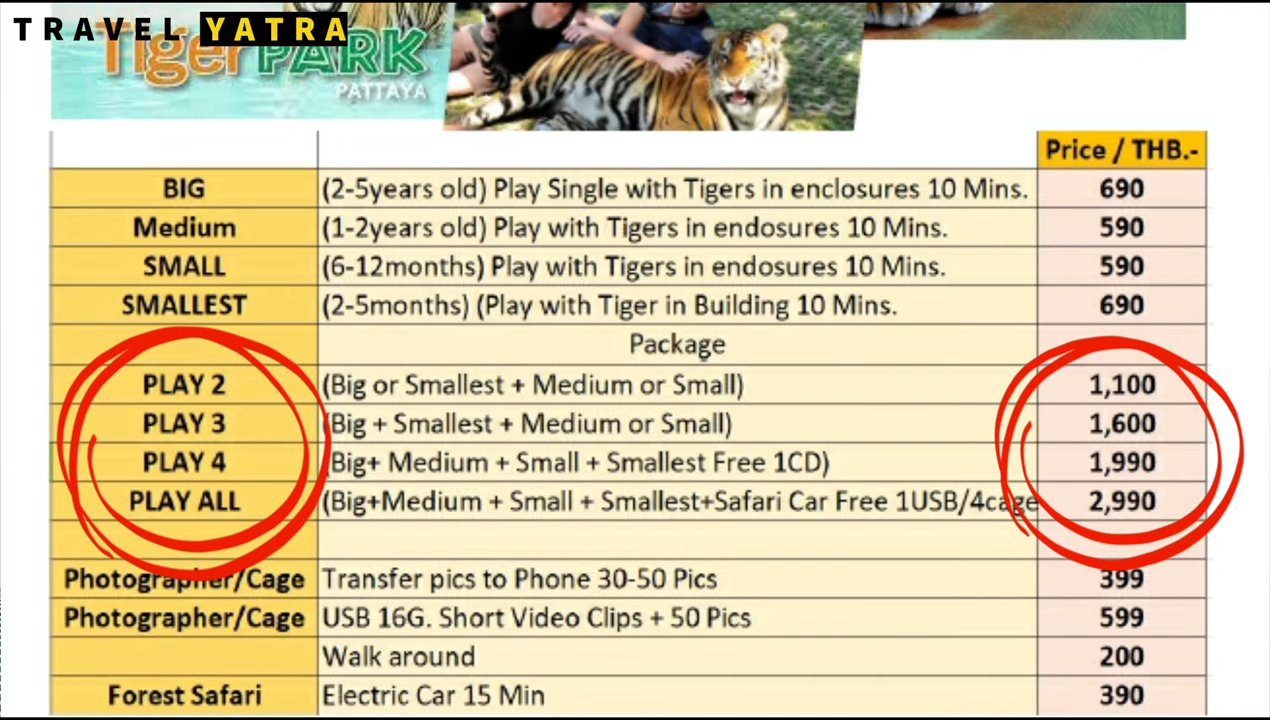 TRAVEL YATRA
Tiger PARK
PATTAYA
Price / THB.-
BIG (2-5years old) Play Single with Tigers in enclosures 10 Mins. 690
Medium (1-2years old) Play with Tigers in endosures 10 Mins. 590
SMALL (6-12months) Play with Tigers in endosures 10 Mins. 590
SMALLEST (2-5months) (Play with Tiger in Building 10 Mins. 690
Package
PLAY 2 (Big or Smallest + Medium or Small) 1,100
PLAY 3 (Big + Smallest + Medium or Small) 1,600
PLAY 4 (Big+ Medium + Small + Smallest Free 1CD) 1,990
PLAY ALL (Big+Medium + Small + Smallest+Safari Car Free 1USB/4cage 2,990
Photographer/Cage Transfer pics to Phone 30-50 Pics 399
Photographer/Cage USB 16G. Short Video Clips + 50 Pics 599
Walk around 200
Forest Safari Electric Car 15 Min 390